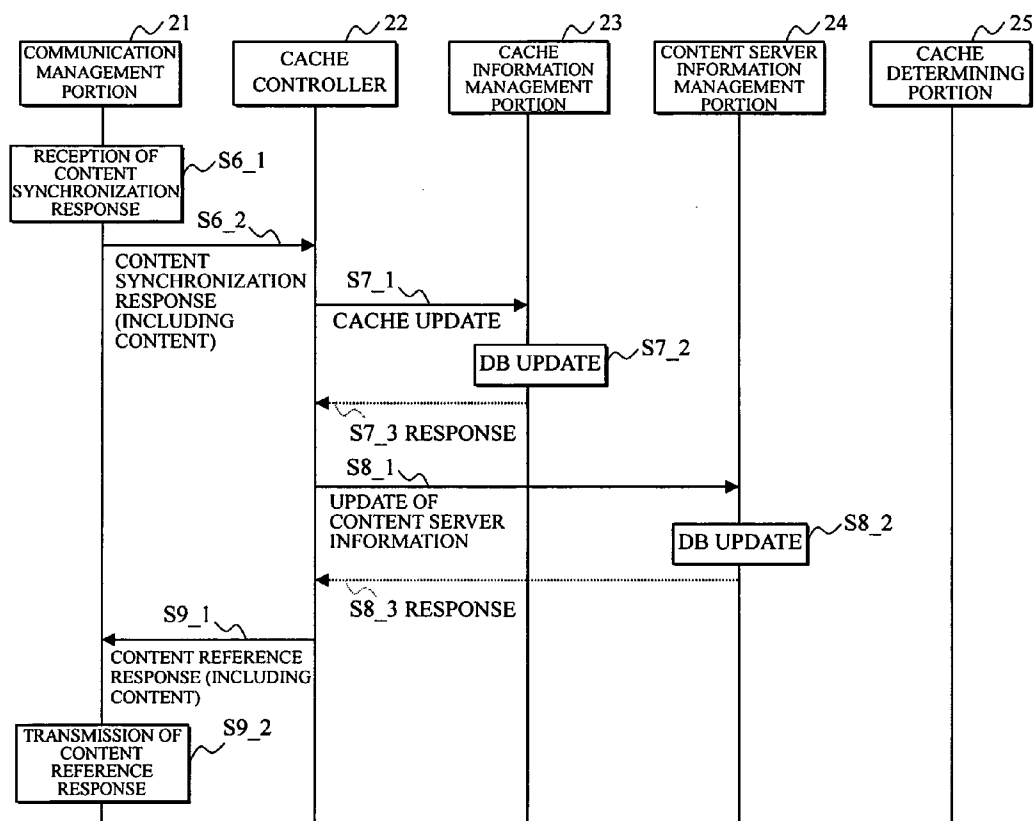 21
22
23
24
25
COMMUNICATION
MANAGEMENT
PORTION
CACHE
CONTROLLER
CACHE
INFORMATION
MANAGEMENT
PORTION
CONTENT SERVER
INFORMATION
MANAGEMENT
PORTION
CACHE
DETERMINING
PORTION
RECEPTION OF
CONTENT
SYNCHRONIZATION
RESPONSE
S6_1
S6_2
CONTENT
SYNCHRONIZATION
RESPONSE
(INCLUDING
CONTENT)
S7_1
CACHE UPDATE
DB UPDATE
S7_2
S7_3 RESPONSE
S8_1
UPDATE OF
CONTENT SERVER
INFORMATION
DB UPDATE
S8_2
S8_3 RESPONSE
S9_1
CONTENT REFERENCE
RESPONSE (INCLUDING
CONTENT)
TRANSMISSION OF
CONTENT
REFERENCE
RESPONSE
S9_2